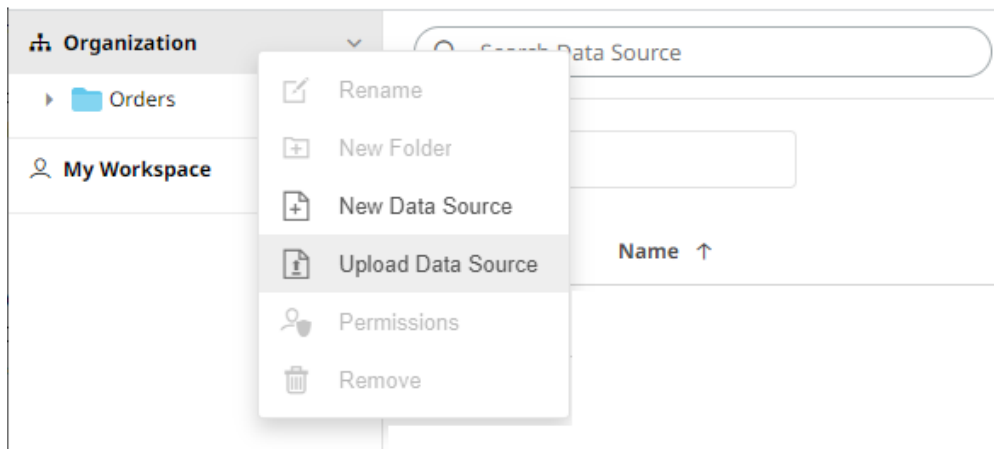 Organization
Orders
My Workspace
Search Data Source
Rename
New Folder
New Data Source
Upload Data Source
Permissions
Remove
Name ↑